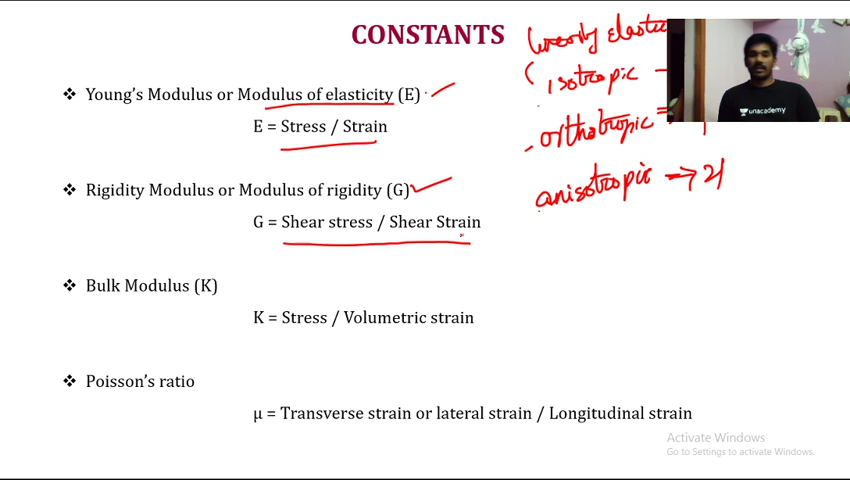 CONSTANTS
linearly elastic
isotropic
orthotropic =
anisotropic → 21
unacademy
❖ Young's Modulus or Modulus of elasticity (E)
E = Stress / Strain
❖ Rigidity Modulus or Modulus of rigidity (G)
G = Shear stress / Shear Strain
❖ Bulk Modulus (K)
K = Stress / Volumetric strain
❖ Poisson's ratio
μ = Transverse strain or lateral strain / Longitudinal strain
Activate Windows
Go to Settings to activate Windows.